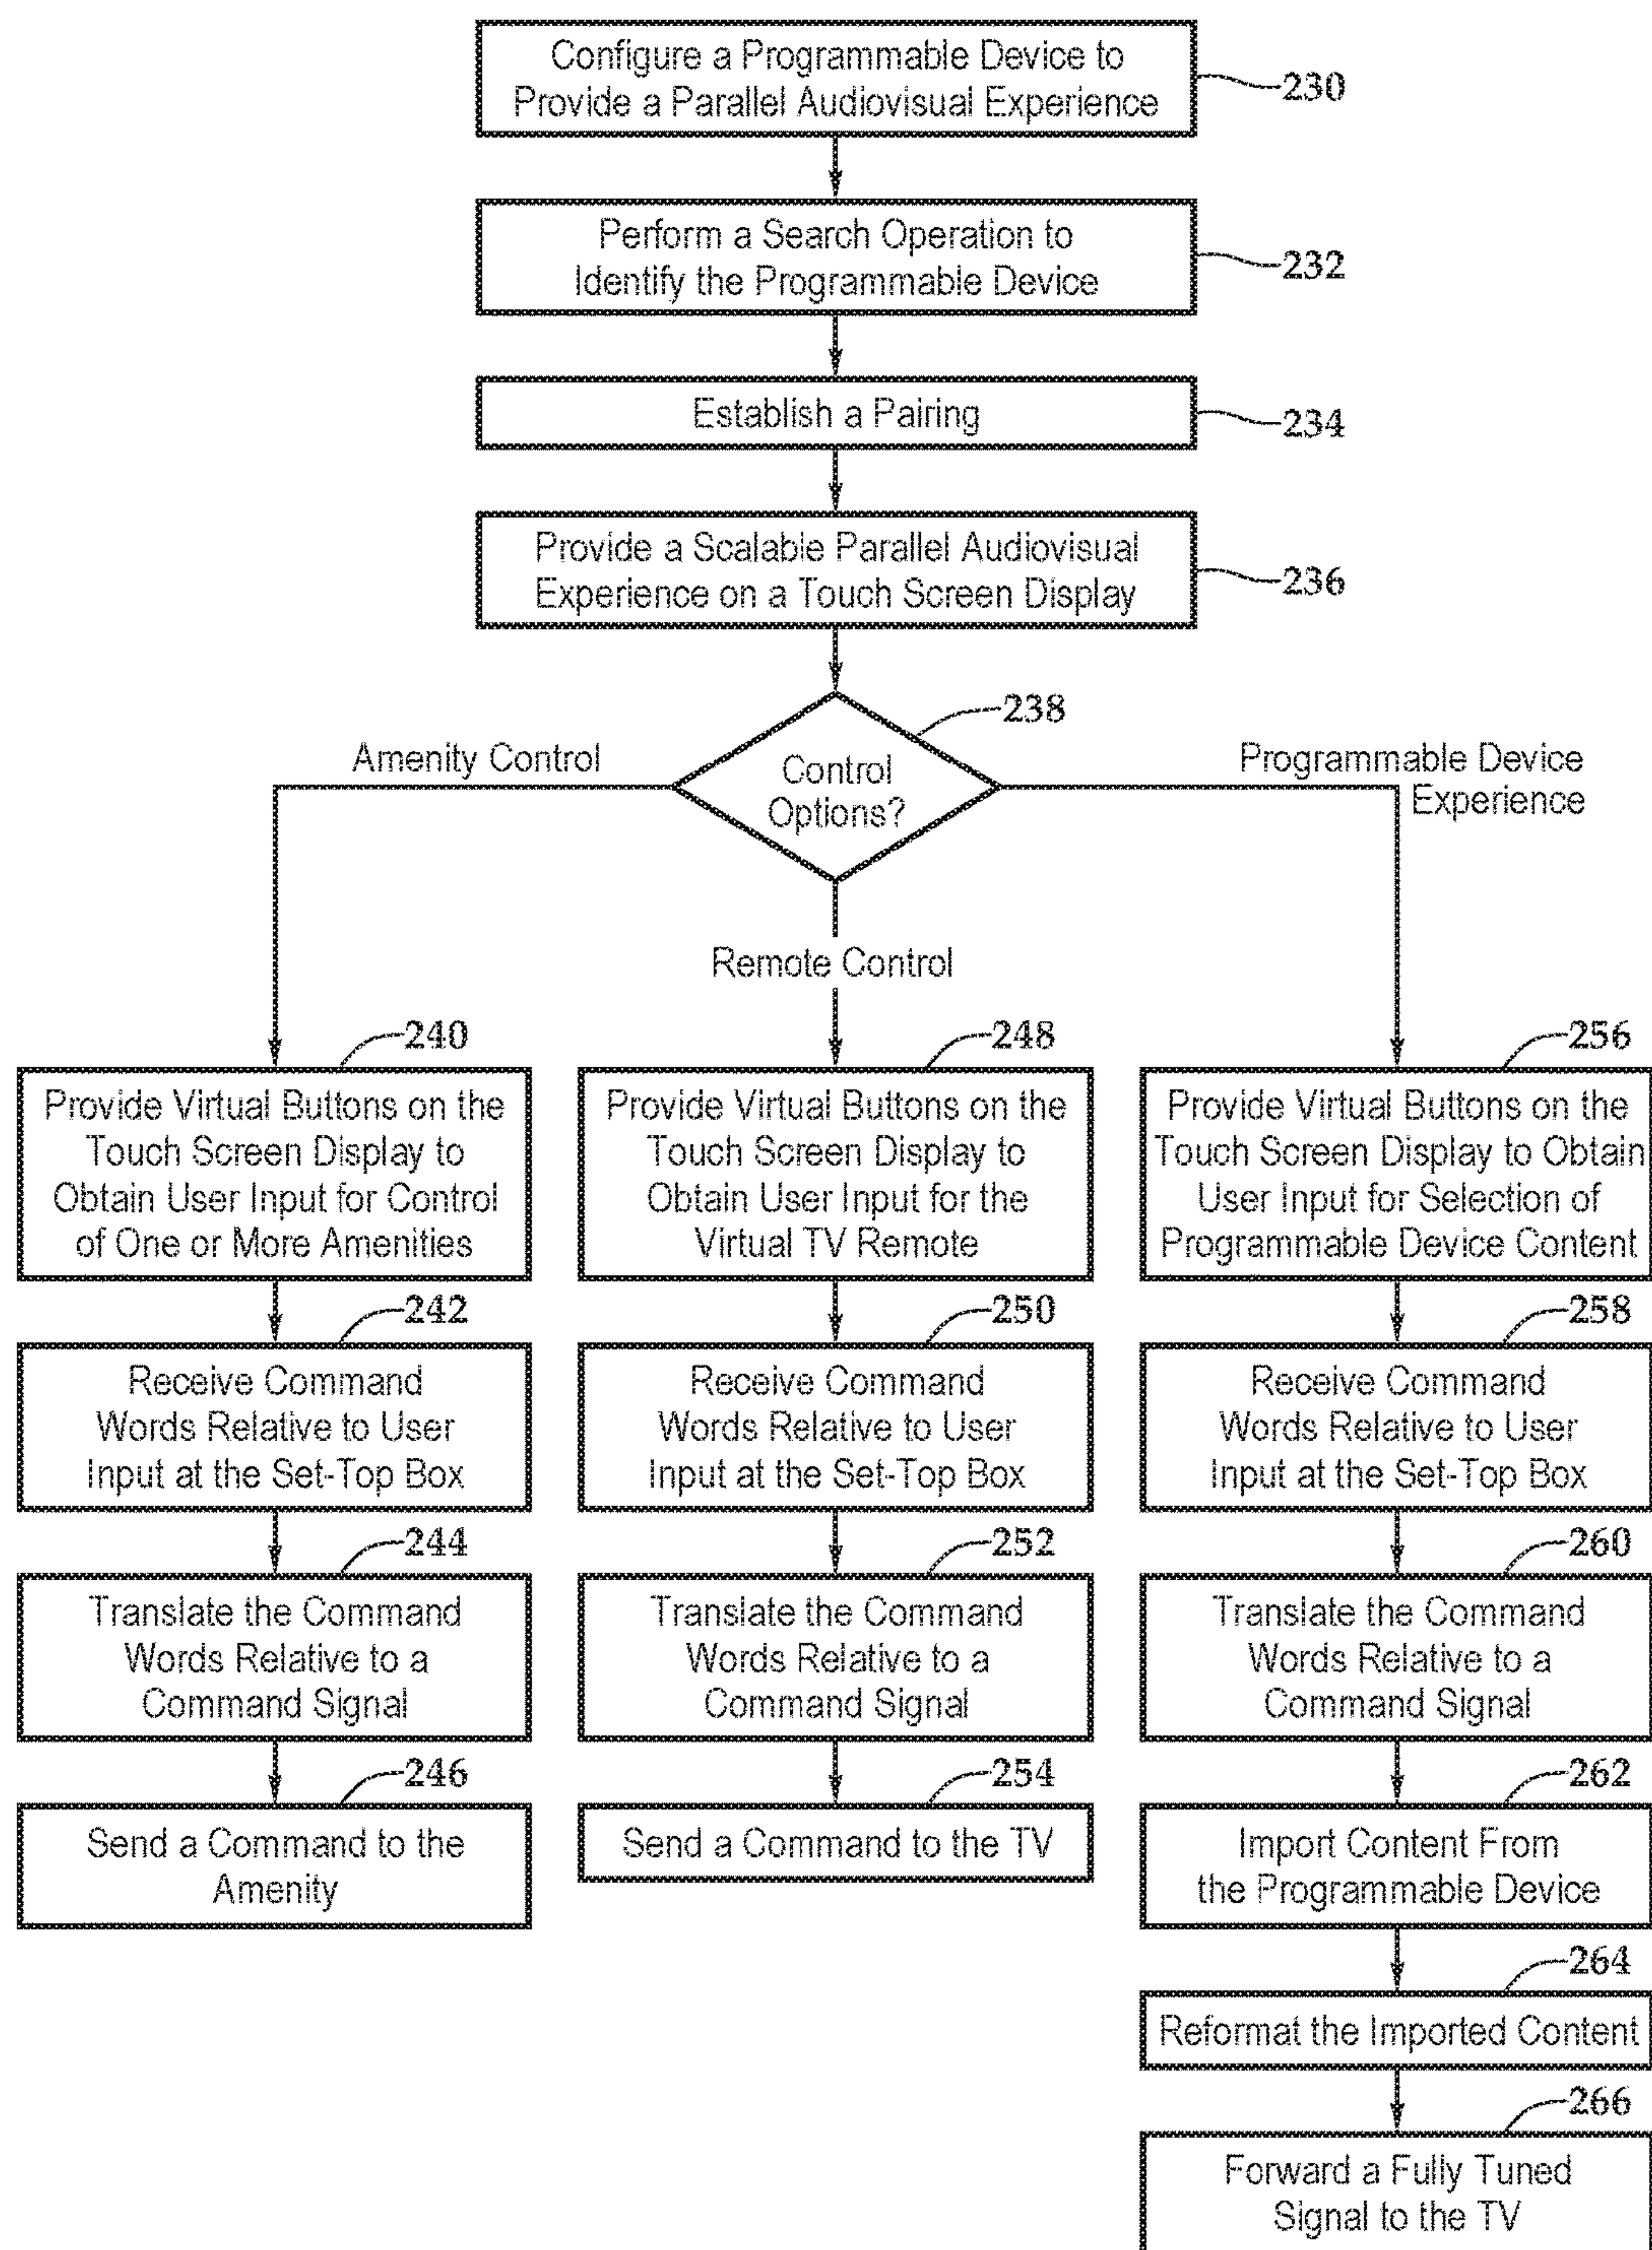 Configure a Programmable Device to
Provide a Parallel Audiovisual Experience
230
Perform a Search Operation to
Identify the Programmable Device
232
Establish a Pairing
234
Provide a Scalable Parallel Audiovisual
Experience on a Touch Screen Display
236
238
Control
Options?
Amenity Control
Remote Control
Programmable Device
Experience
240
Provide Virtual Buttons on the
Touch Screen Display to
Obtain User Input for Control
of One or More Amenities
242
Receive Command
Words Relative to User
Input at the Set-Top Box
244
Translate the Command
Words Relative to a
Command Signal
246
Send a Command to the
Amenity
248
Provide Virtual Buttons on the
Touch Screen Display to
Obtain User Input for the
Virtual TV Remote
250
Receive Command
Words Relative to User
Input at the Set-Top Box
252
Translate the Command
Words Relative to a
Command Signal
254
Send a Command to the TV
256
Provide Virtual Buttons on the
Touch Screen Display to Obtain
User Input for Selection of
Programmable Device Content
258
Receive Command
Words Relative to User
Input at the Set-Top Box
260
Translate the Command
Words Relative to a
Command Signal
262
Import Content From
the Programmable Device
264
Reformat the Imported Content
266
Forward a Fully Tuned
Signal to the TV